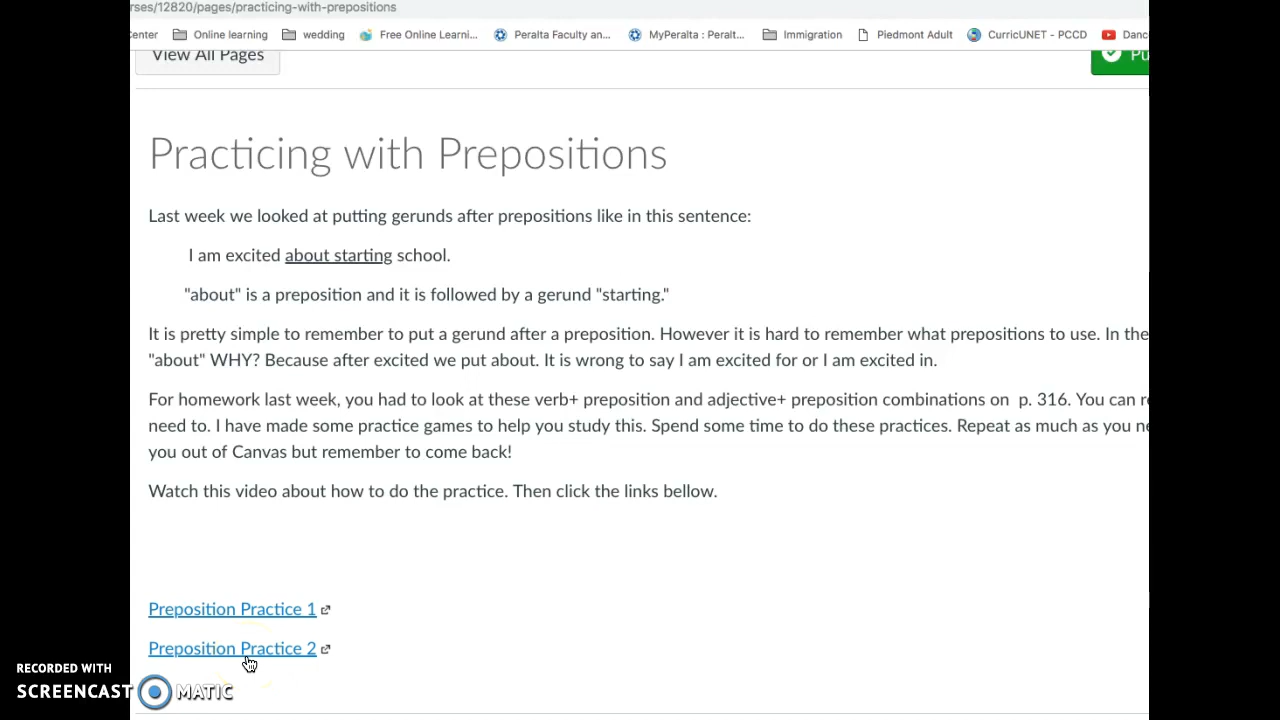 rses/12820/pages/practicing-with-prepositions
Center Online learning wedding Free Online Learni... Peralta Faculty an... MyPeralta : Peralt... Immigration Piedmont Adult CurricUNET - PCCD Danc
View All Pages Pu
Practicing with Prepositions
Last week we looked at putting gerunds after prepositions like in this sentence:
I am excited about starting school.
"about" is a preposition and it is followed by a gerund "starting."
It is pretty simple to remember to put a gerund after a preposition. However it is hard to remember what prepositions to use. In the
"about" WHY? Because after excited we put about. It is wrong to say I am excited for or I am excited in.
For homework last week, you had to look at these verb+ preposition and adjective+ preposition combinations on p. 316. You can r
need to. I have made some practice games to help you study this. Spend some time to do these practices. Repeat as much as you ne
you out of Canvas but remember to come back!
Watch this video about how to do the practice. Then click the links bellow.
Preposition Practice 1
Preposition Practice 2
RECORDED WITH
SCREENCAST MATIC